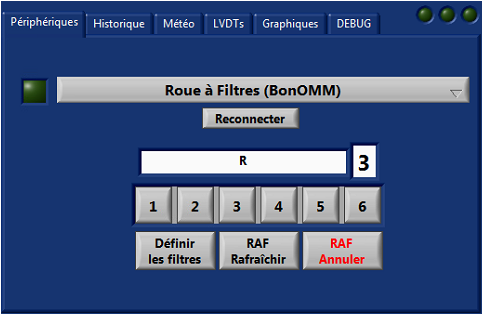 Périphériques Historique Météo LVDTs Graphiques DEBUG
Roue à Filtres (BonOMM)
Reconnecter
R 3
1 2 3 4 5 6
Définir
les filtres
RAF
Rafraîchir
RAF
Annuler